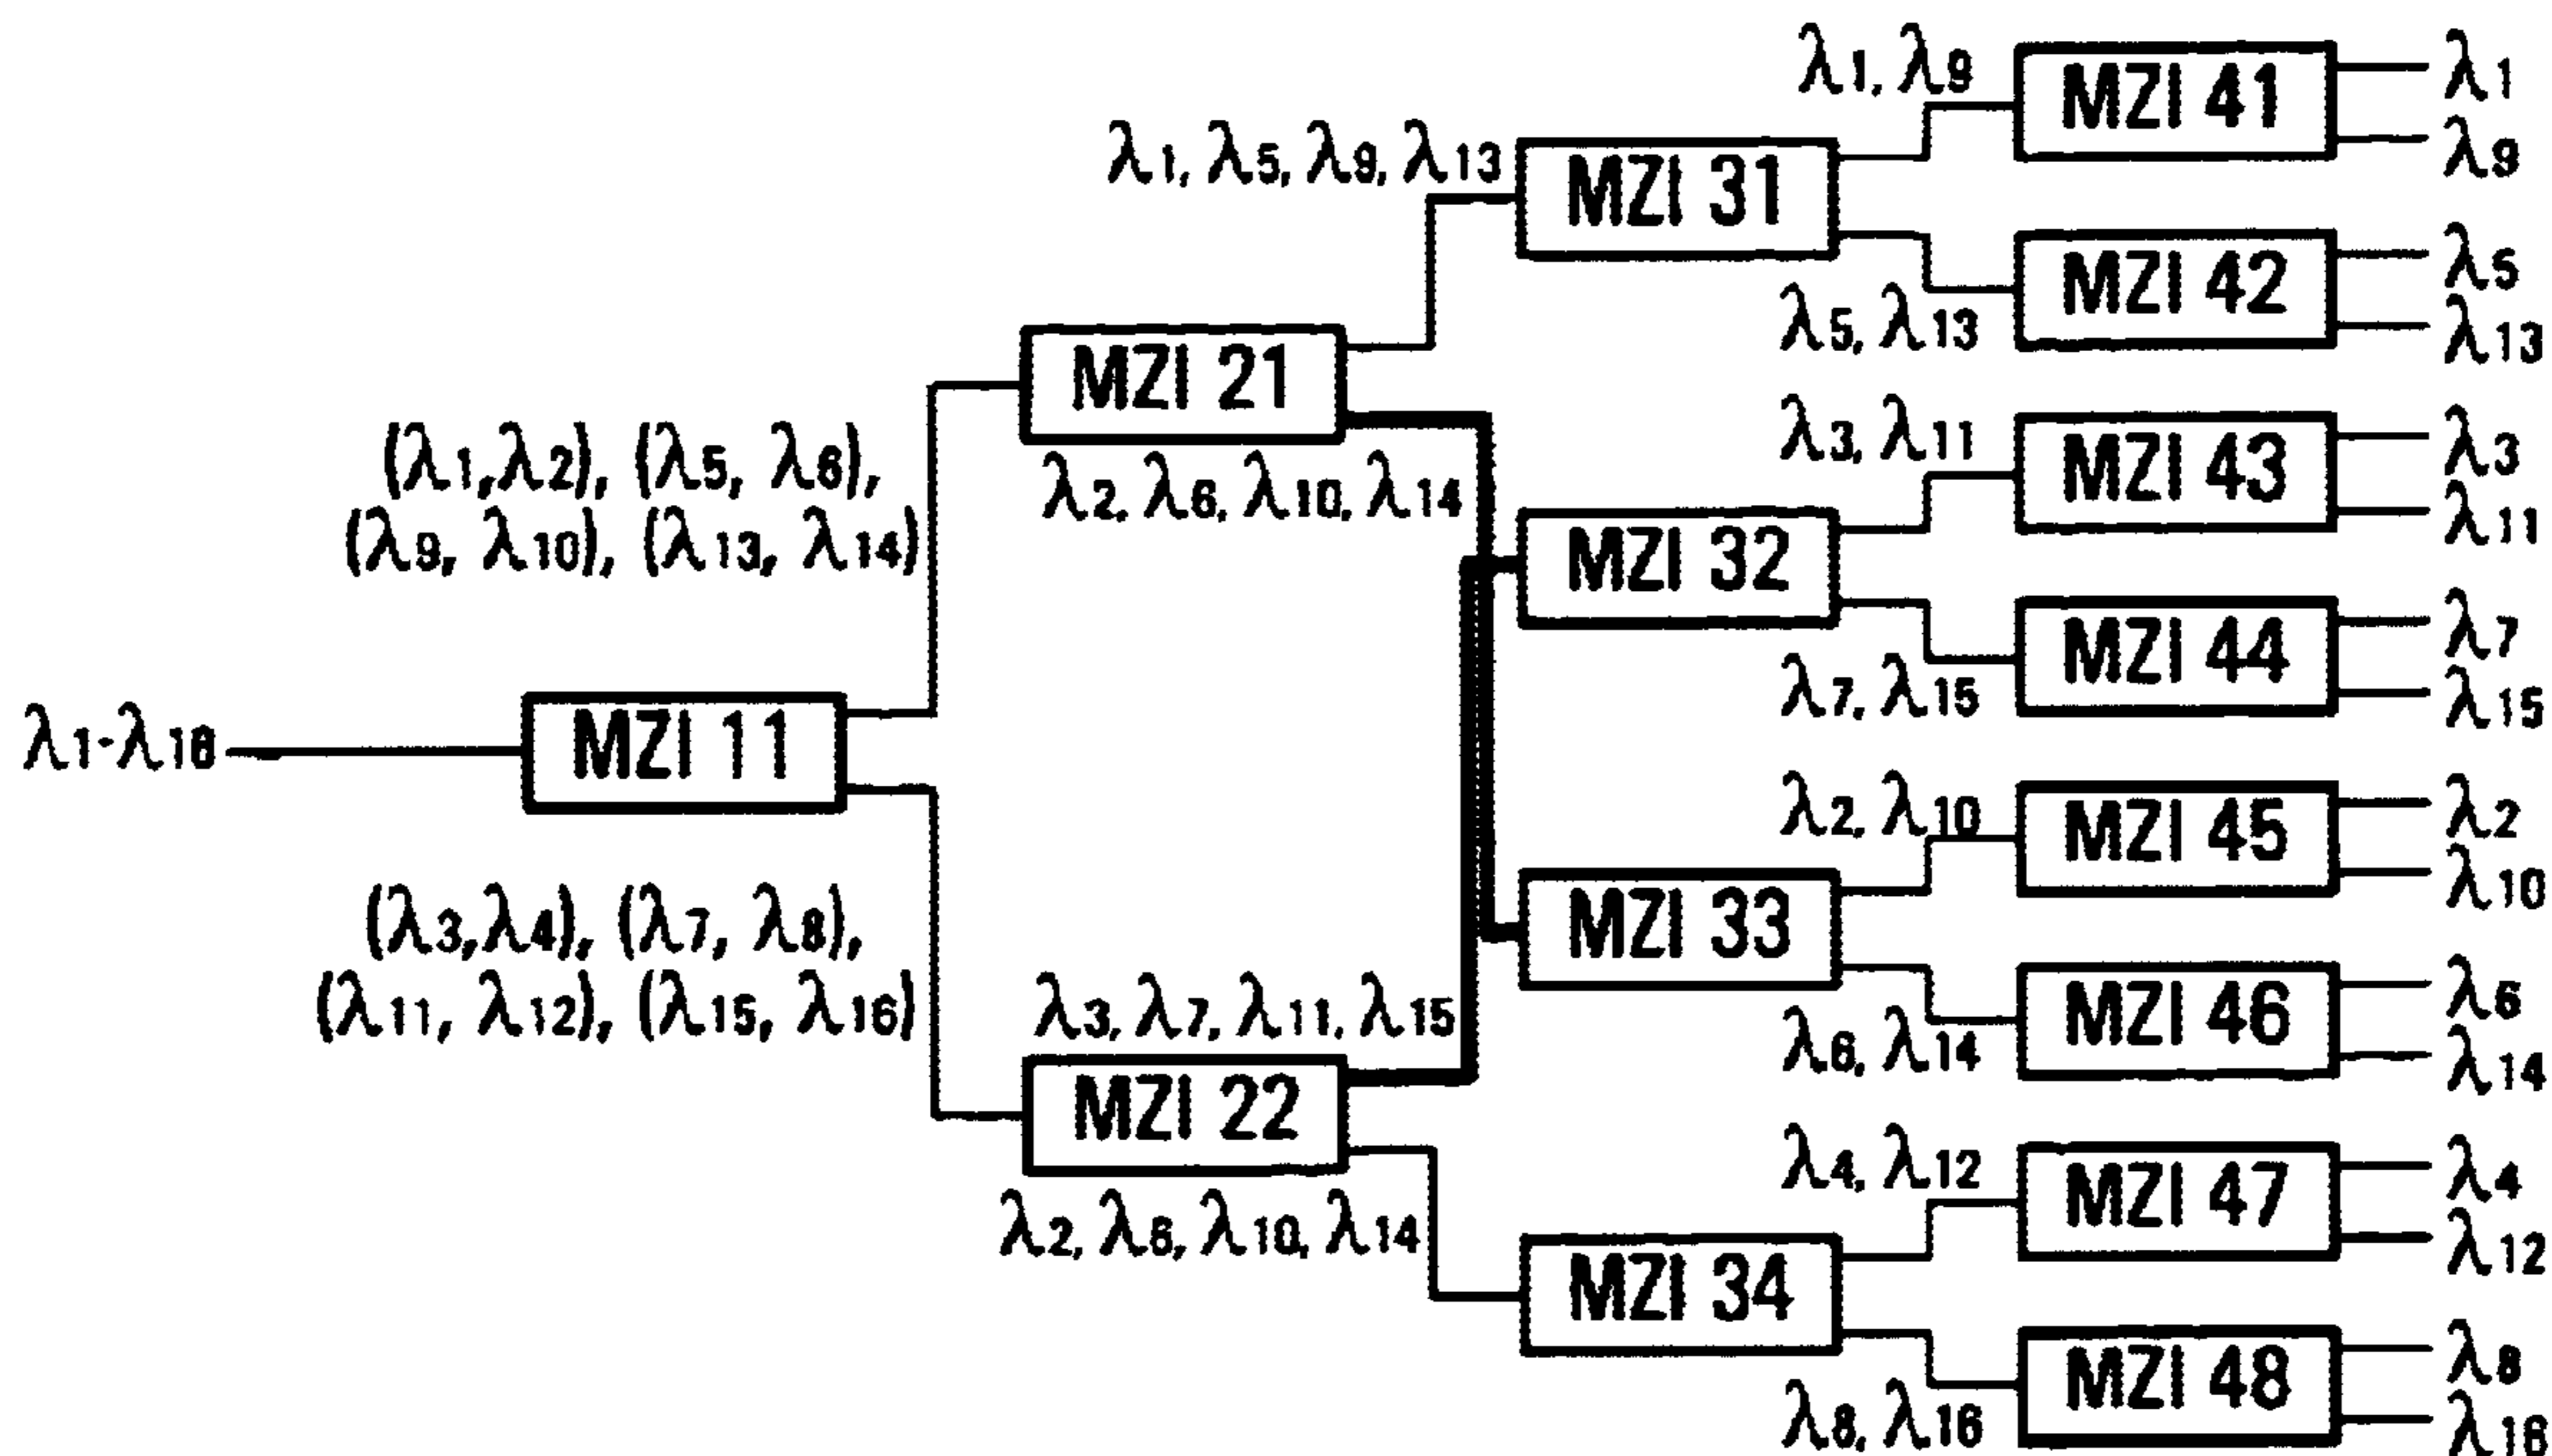 λ1-λ16
MZI 11
(λ1,λ2), (λ5, λ6),
(λ9, λ10), (λ13, λ14)
(λ3,λ4), (λ7, λ8),
(λ11, λ12), (λ15, λ16)
MZI 21
λ1, λ5, λ9, λ13
λ2, λ6, λ10, λ14
λ3, λ7, λ11, λ15
MZI 22
λ2, λ6, λ10, λ14
MZI 31
MZI 32
MZI 33
MZI 34
λ1, λ9
λ5, λ13
λ3, λ11
λ7, λ15
λ2, λ10
λ6, λ14
λ4, λ12
λ8, λ16
MZI 41
λ1
λ9
MZI 42
λ5
λ13
MZI 43
λ3
λ11
MZI 44
λ7
λ15
MZI 45
λ2
λ10
MZI 46
λ6
λ14
MZI 47
λ4
λ12
MZI 48
λ8
λ16